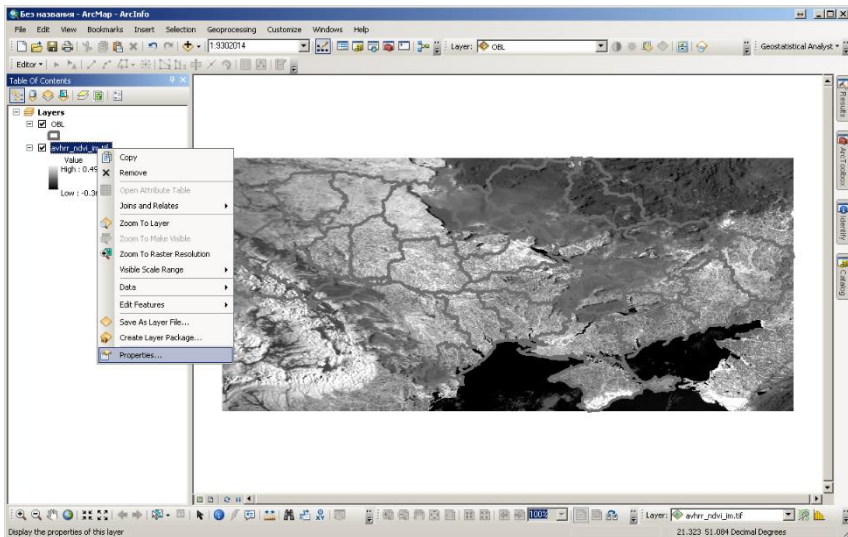 Без названия - ArcMap - ArcInfo
File Edit View Bookmarks Insert Selection Geoprocessing Customize Windows Help
1.9302014 Layer: OBL Geostatistical Analyst
Editor
Table Of Contents
Layers
OBL
avhrr_ndvi_im.tif
Value
High : 0.49
Low : -0.3
Copy
Remove
Open Attribute Table
Joins and Relates
Zoom To Layer
Zoom To Make Visible
Zoom To Raster Resolution
Visible Scale Range
Data
Edit Features
Save As Layer File...
Create Layer Package...
Properties...
Results
ArcToolbox
Identify
Catalog
100% Layer: avhrr_ndvi_im.tif
Display the properties of this layer 21.323 51.084 Decimal Degrees